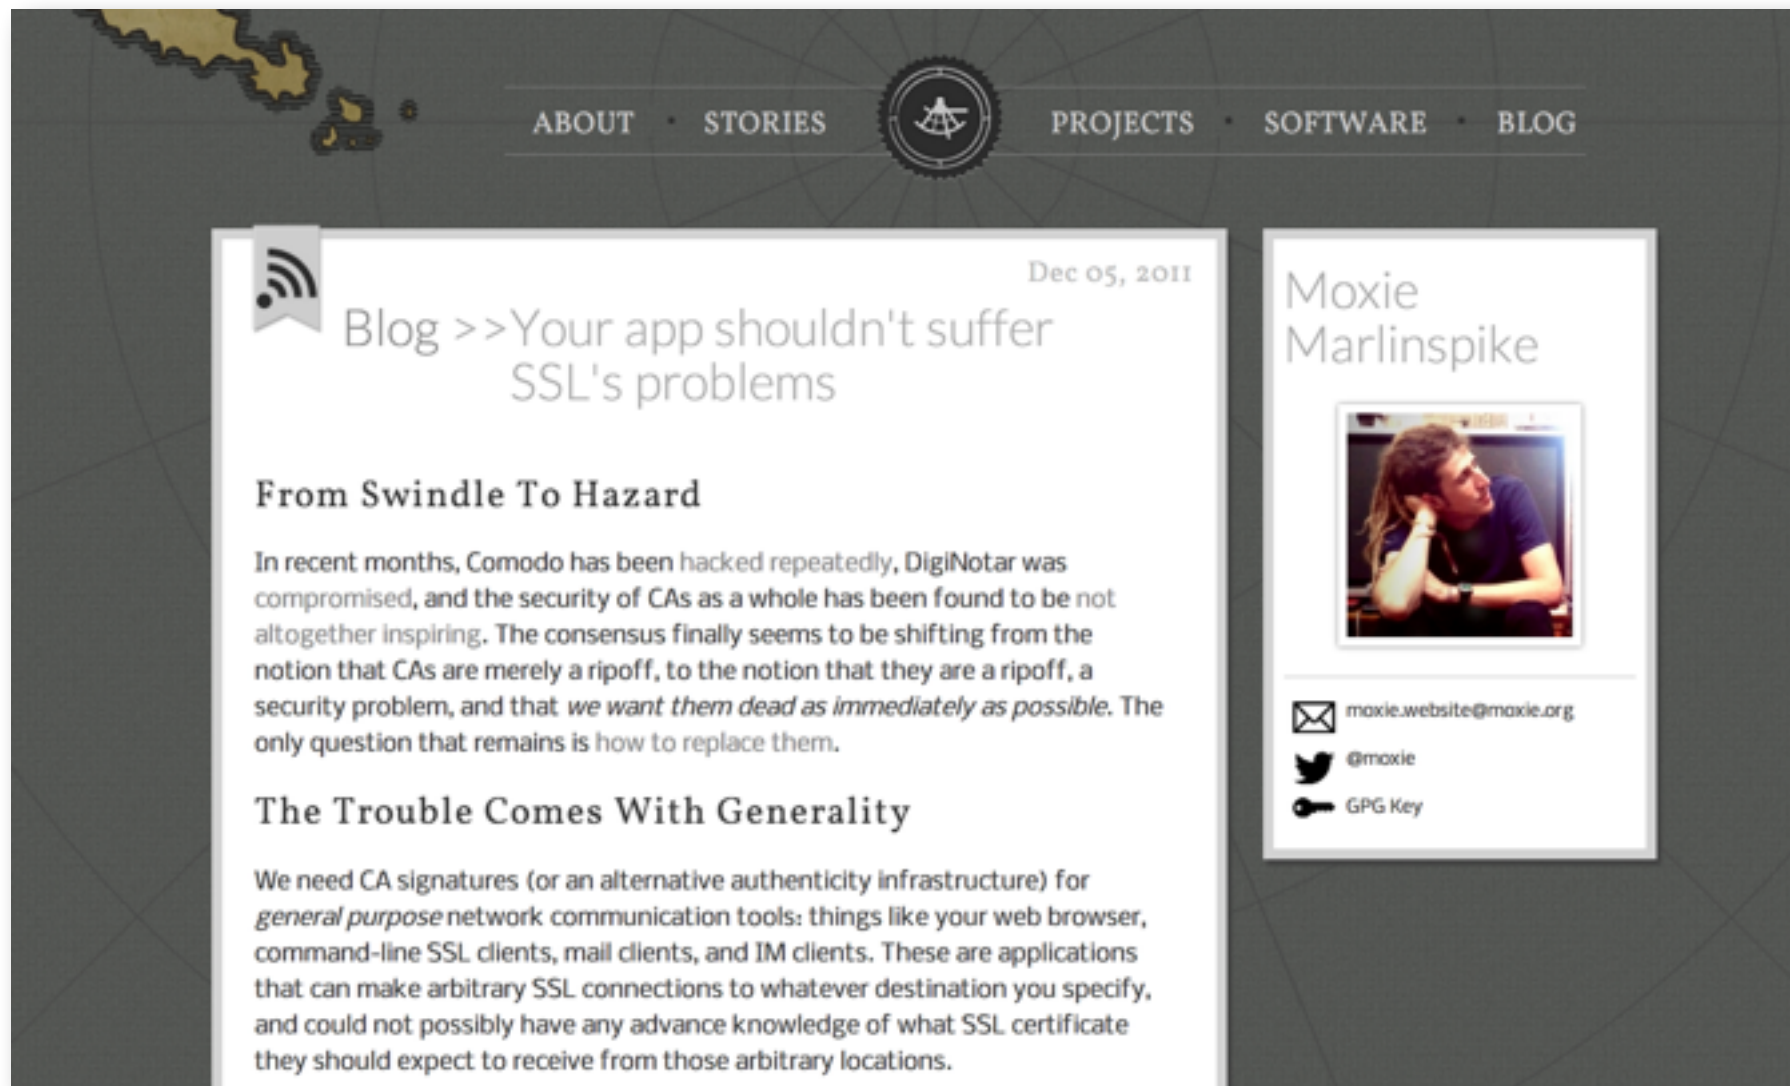 ABOUT · STORIES PROJECTS · SOFTWARE · BLOG
Dec 05, 2011
Blog >>Your app shouldn't suffer
SSL's problems
From Swindle To Hazard
In recent months, Comodo has been hacked repeatedly, DigiNotar was
compromised, and the security of CAs as a whole has been found to be not
altogether inspiring. The consensus finally seems to be shifting from the
notion that CAs are merely a ripoff, to the notion that they are a ripoff, a
security problem, and that we want them dead as immediately as possible. The
only question that remains is how to replace them.
The Trouble Comes With Generality
We need CA signatures (or an alternative authenticity infrastructure) for
general purpose network communication tools: things like your web browser,
command-line SSL clients, mail clients, and IM clients. These are applications
that can make arbitrary SSL connections to whatever destination you specify,
and could not possibly have any advance knowledge of what SSL certificate
they should expect to receive from those arbitrary locations.
Moxie
Marlinspike
moxie.website@moxie.org
@moxie
GPG Key